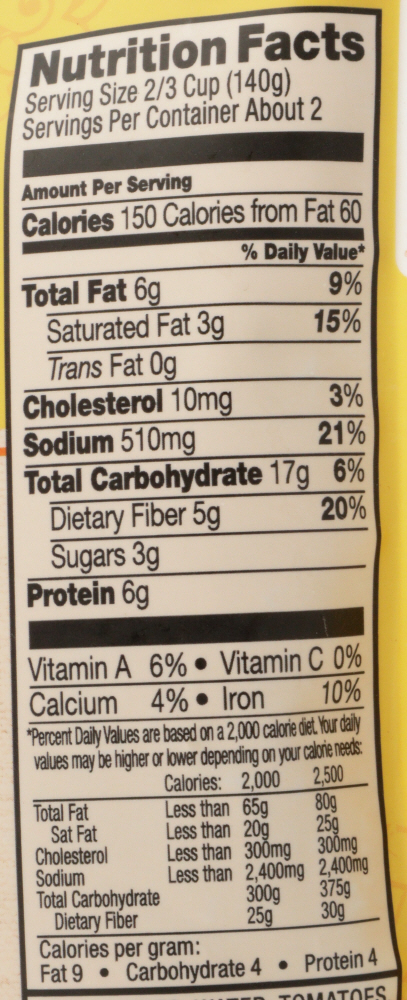 Nutrition Facts
Serving Size 2/3 Cup (140g)
Servings Per Container About 2
Amount Per Serving
Calories 150 Calories from Fat 60
% Daily Value*
Total Fat 6g 9%
Saturated Fat 3g 15%
Trans Fat 0g
Cholesterol 10mg 3%
Sodium 510mg 21%
Total Carbohydrate 17g 6%
Dietary Fiber 5g 20%
Sugars 3g
Protein 6g
Vitamin A 6% • Vitamin C 0%
Calcium 4% • Iron 10%
*Percent Daily Values are based on a 2,000 calorie diet. Your daily
values may be higher or lower depending on your calorie needs:
Calories: 2,000 2,500
Total Fat Less than 65g 80g
Sat Fat Less than 20g 25g
Cholesterol Less than 300mg 300mg
Sodium Less than 2,400mg 2,400mg
Total Carbohydrate 300g 375g
Dietary Fiber 25g 30g
Calories per gram:
Fat 9 • Carbohydrate 4 • Protein 4
TOMATOES